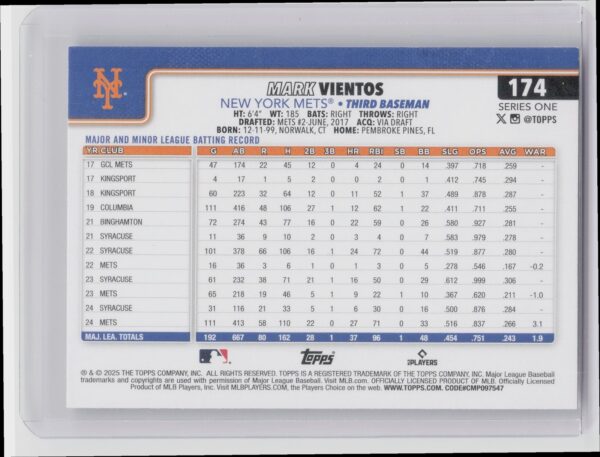 NY
MARK VIENTOS
NEW YORK METS® • THIRD BASEMAN
HT: 6'4" WT: 185 BATS: RIGHT THROWS: RIGHT
DRAFTED: METS #2-JUNE, 2017 ACQ: VIA DRAFT
BORN: 12-11-99, NORWALK, CT HOME: PEMBROKE PINES, FL
174
SERIES ONE
X @TOPPS
MAJOR AND MINOR LEAGUE BATTING RECORD
YR CLUB G AB R H 2B 3B HR RBI SB BB SLG OPS AVG WAR
17 GCL METS 47 174 22 45 12 0 4 24 0 14 .397 .718 .259 -
17 KINGSPORT 4 17 1 5 2 0 0 2 0 1 .412 .745 .294 -
18 KINGSPORT 60 223 32 64 12 0 11 52 1 37 .489 .878 .287 -
19 COLUMBIA 111 416 48 106 27 1 12 62 1 22 .411 .711 .255 -
21 BINGHAMTON 72 274 43 77 16 0 22 59 0 26 .580 .927 .281 -
21 SYRACUSE 11 36 9 10 2 0 3 4 0 7 .583 .979 .278 -
22 SYRACUSE 101 378 66 106 16 1 24 72 0 44 .519 .877 .280 -
22 METS 16 36 3 6 1 0 1 3 0 5 .278 .546 .167 -0.2
23 SYRACUSE 61 232 38 71 21 1 16 50 0 29 .612 .999 .306 -
23 METS 65 218 19 46 5 1 9 22 1 10 .367 .620 .211 -1.0
24 SYRACUSE 31 116 21 33 5 1 6 20 0 16 .500 .876 .284 -
24 METS 111 413 58 110 22 0 27 71 0 33 .516 .837 .266 3.1
MAJ. LEA. TOTALS 192 667 80 162 28 1 37 96 1 48 .454 .751 .243 1.9
Topps
PLAYERS
® & © 2025 THE TOPPS COMPANY, INC. ALL RIGHTS RESERVED. TOPPS IS A REGISTERED TRADEMARK OF THE TOPPS COMPANY, INC. Major League Baseball
trademarks and copyrights are used with permission of Major League Baseball. Visit MLB.com. OFFICIALLY LICENSED PRODUCT OF MLB. Officially Licensed
Product of MLB Players, Inc. Visit MLBPLAYERS.COM, the Players Choice on the web. WWW.TOPPS.COM. CODE#CMP097547